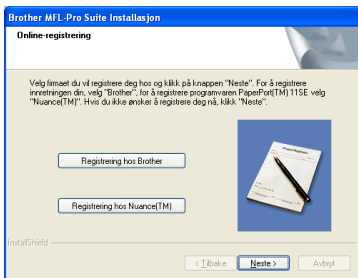 Brother MFL-Pro Suite Installasjon
Online-registrering
Velg firmaet du vil registrere deg hos og klikk på knappen "Neste". For å registrere
innretningen din, velg "Brother", for å registrere programvaren PaperPort(TM) 11SE velg
"Nuance(TM)". Hvis du ikke ønsker å registrere deg nå, klikk "Neste".
Registrering hos Brother
Product Registration
Registrering hos Nuance(TM)
InstallShield
< Tilbake
Neste >
Avbryt